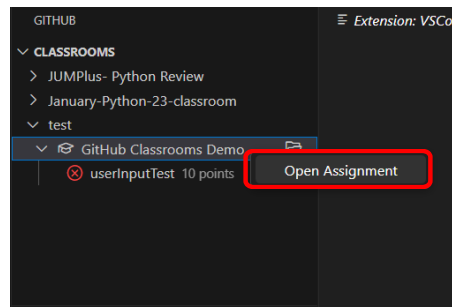 GITHUB
Extension: VSCo
CLASSROOMS
JUMPlus- Python Review
January-Python-23-classroom
test
GitHub Classrooms Demo
userInputTest 10 points
Open Assignment